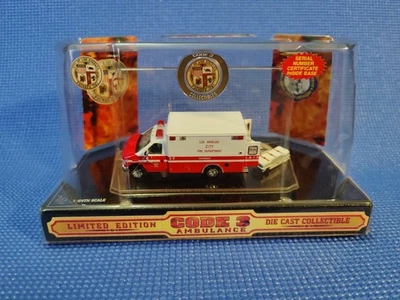 CODE 3
COLLECTIBLES
SERIAL
NUMBER
CERTIFICATE
INSIDE BASE
LOS ANGELES
CITY
FIRE DEPARTMENT
LIMITED EDITION
CODE 3
AMBULANCE
DIE CAST COLLECTIBLE